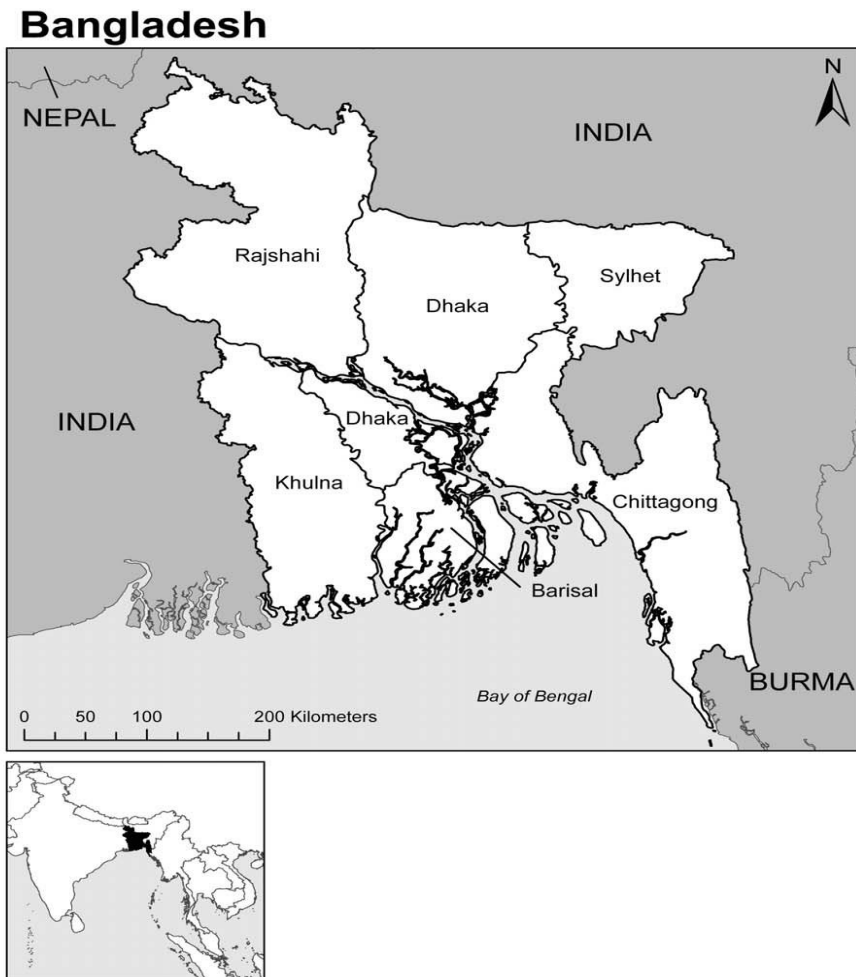 Bangladesh
N
NEPAL
INDIA
Rajshahi
Sylhet
Dhaka
INDIA
Dhaka
Khulna
Chittagong
Barisal
BURMA
Bay of Bengal
0 50 100 200 Kilometers